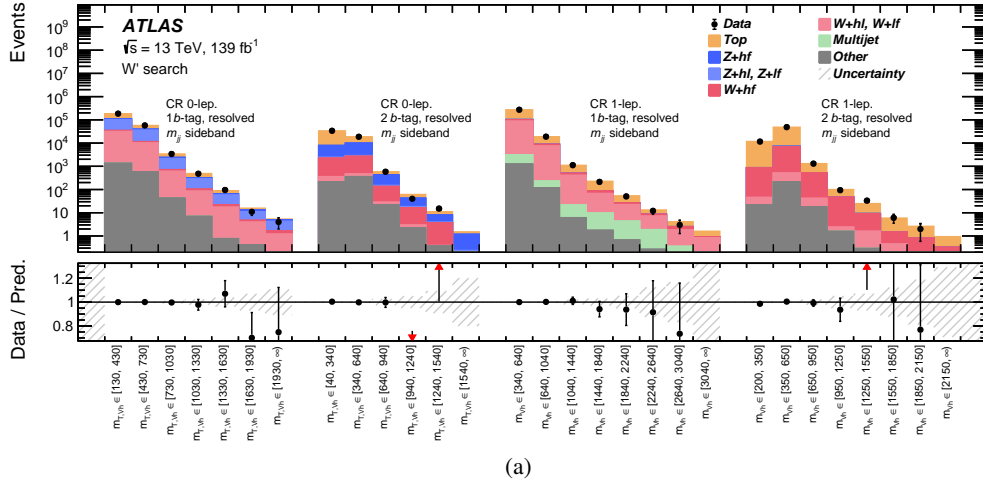 ATLAS
√s = 13 TeV, 139 fb⁻¹
W' search
Events
10⁹
10⁸
10⁷
10⁶
10⁵
10⁴
10³
10²
10
1
Data
Top
Z+hf
Z+hl, Z+lf
W+hf
W+hl, W+lf
Multijet
Other
Uncertainty
CR 0-lep.
1 b-tag, resolved
m_jj sideband
CR 0-lep.
2 b-tag, resolved
m_jj sideband
CR 1-lep.
1 b-tag, resolved
m_jj sideband
CR 1-lep.
2 b-tag, resolved
m_jj sideband
Data / Pred.
1.2
1
0.8
m_T,Vh ∈ [130, 430]
m_T,Vh ∈ [430, 730]
m_T,Vh ∈ [730, 1030]
m_T,Vh ∈ [1030, 1330]
m_T,Vh ∈ [1330, 1630]
m_T,Vh ∈ [1630, 1930]
m_T,Vh ∈ [1930, ∞)
m_T,Vh ∈ [40, 340]
m_T,Vh ∈ [340, 640]
m_T,Vh ∈ [640, 940]
m_T,Vh ∈ [940, 1240]
m_T,Vh ∈ [1240, 1540]
m_T,Vh ∈ [1540, ∞)
m_Vh ∈ [340, 640]
m_Vh ∈ [640, 1040]
m_Vh ∈ [1040, 1440]
m_Vh ∈ [1440, 1840]
m_Vh ∈ [1840, 2240]
m_Vh ∈ [2240, 2640]
m_Vh ∈ [2640, 3040]
m_Vh ∈ [3040, ∞)
m_Vh ∈ [200, 350]
m_Vh ∈ [350, 650]
m_Vh ∈ [650, 950]
m_Vh ∈ [950, 1250]
m_Vh ∈ [1250, 1550]
m_Vh ∈ [1550, 1850]
m_Vh ∈ [1850, 2150]
m_Vh ∈ [2150, ∞)
(a)